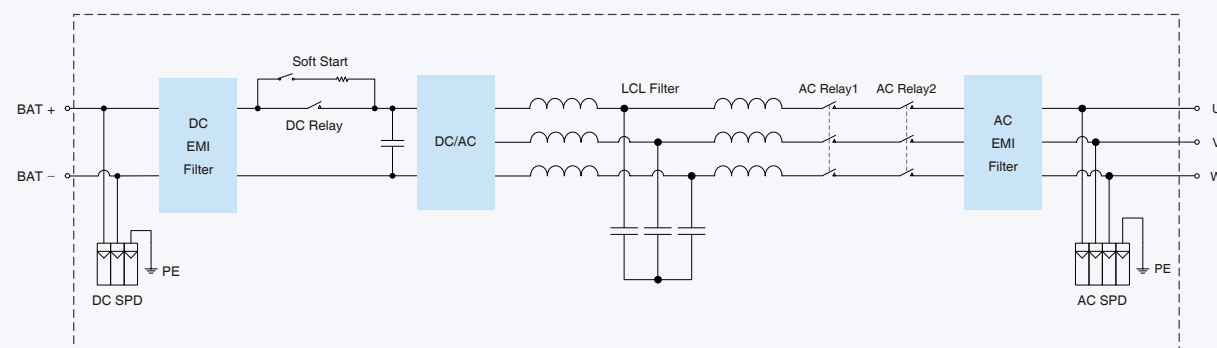 Soft Start
LCL Filter
AC Relay1
AC Relay2
BAT +
DC
EMI
Filter
DC Relay
DC/AC
AC
EMI
Filter
U
V
W
BAT −
PE
DC SPD
PE
AC SPD